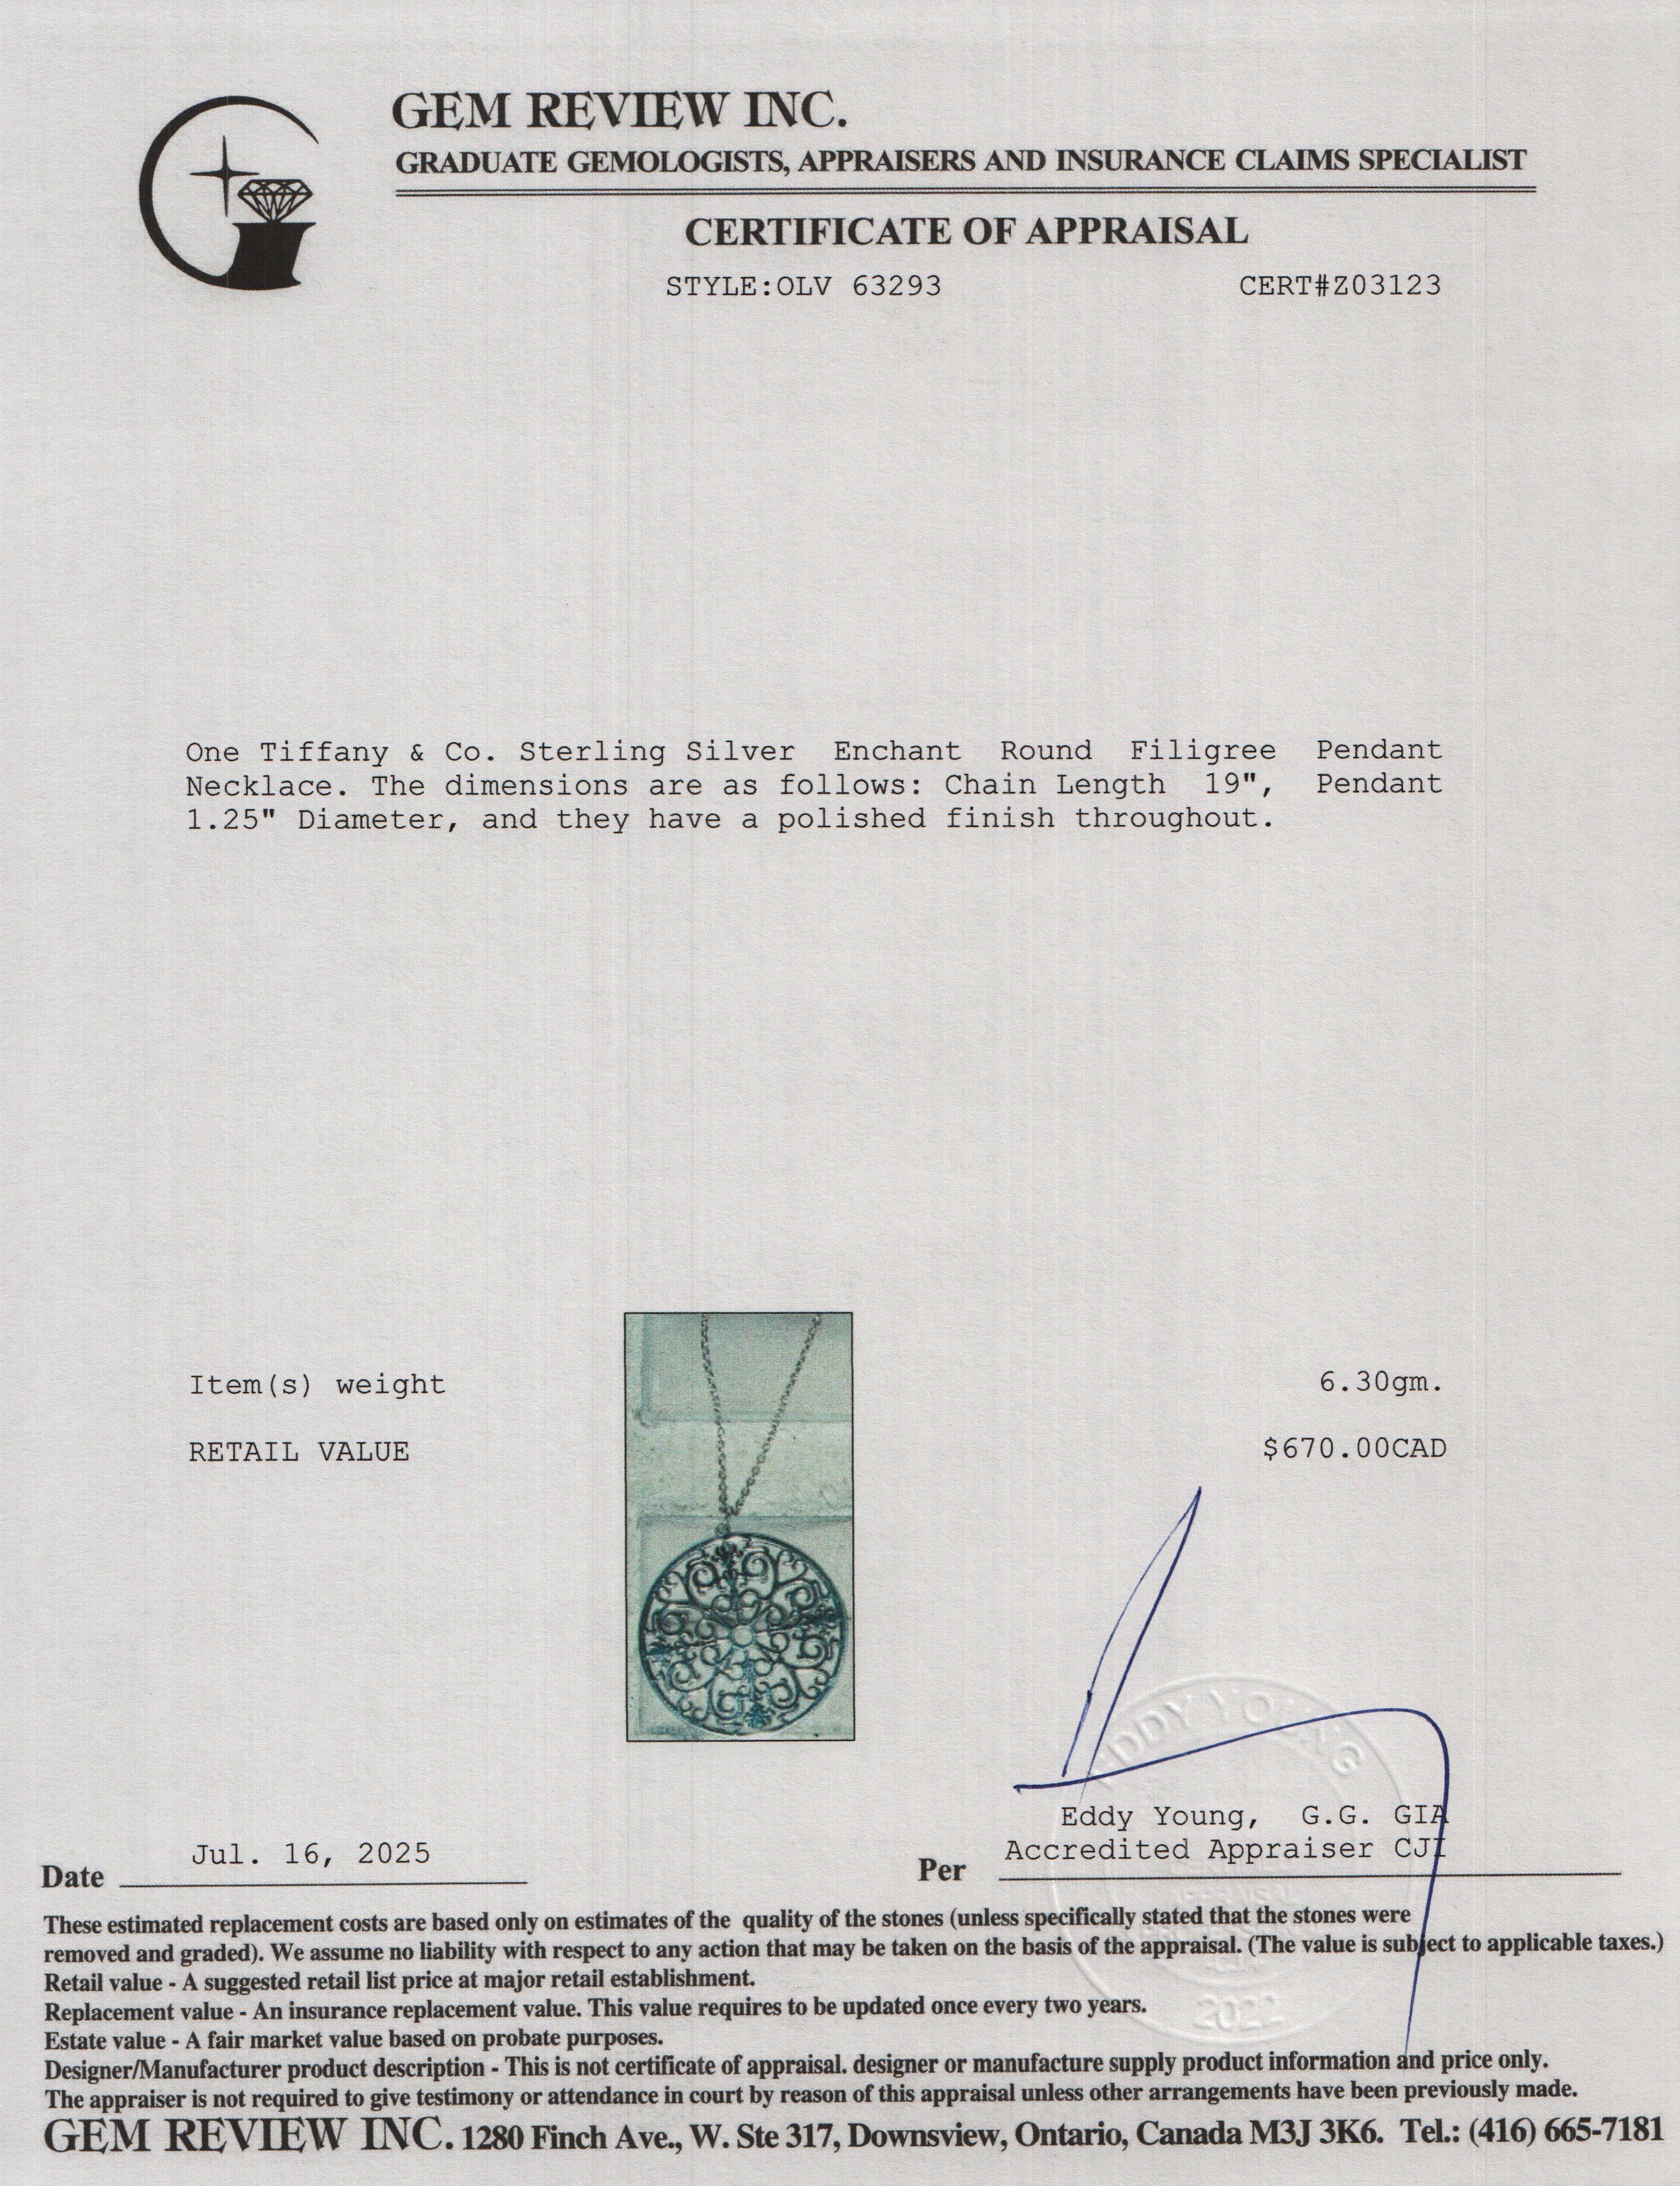 GEM REVIEW INC.
GRADUATE GEMOLOGISTS, APPRAISERS AND INSURANCE CLAIMS SPECIALIST
CERTIFICATE OF APPRAISAL
STYLE:OLV 63293 CERT#Z03123
One Tiffany & Co. Sterling Silver Enchant Round Filigree Pendant
Necklace. The dimensions are as follows: Chain Length 19", Pendant
1.25" Diameter, and they have a polished finish throughout.
Item(s) weight 6.30gm.
RETAIL VALUE $670.00CAD
EDDY YOUNG
Eddy Young, G.G. GIA
Accredited Appraiser CJI
Date Jul. 16, 2025 Per
APPRAISAL
2022
These estimated replacement costs are based only on estimates of the quality of the stones (unless specifically stated that the stones were
removed and graded). We assume no liability with respect to any action that may be taken on the basis of the appraisal. (The value is subject to applicable taxes.)
Retail value - A suggested retail list price at major retail establishment.
Replacement value - An insurance replacement value. This value requires to be updated once every two years.
Estate value - A fair market value based on probate purposes.
Designer/Manufacturer product description - This is not certificate of appraisal. designer or manufacture supply product information and price only.
The appraiser is not required to give testimony or attendance in court by reason of this appraisal unless other arrangements have been previously made.
GEM REVIEW INC. 1280 Finch Ave., W. Ste 317, Downsview, Ontario, Canada M3J 3K6. Tel.: (416) 665-7181